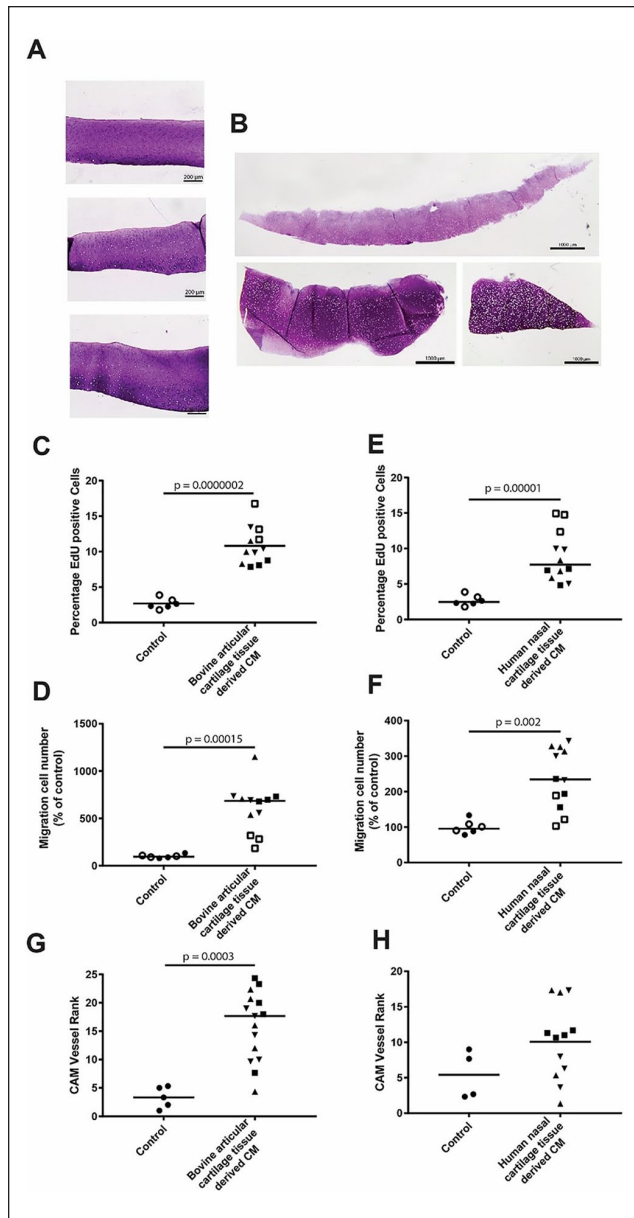 A
200 µm
200 µm
B
1000 µm
1000 µm
1000 µm
C
p = 0.0000002
Percentage EdU positive Cells
20
15
10
5
0
Control
Bovine articular
cartilage tissue
derived CM
E
p = 0.00001
Percentage EdU positive Cells
20
15
10
5
0
Control
Human nasal
cartilage tissue
derived CM
D
p = 0.00015
Migration cell number
(% of control)
1500
1000
500
0
Control
Bovine articular
cartilage tissue
derived CM
F
p = 0.002
Migration cell number
(% of control)
400
300
200
100
0
Control
Human nasal
cartilage tissue
derived CM
G
p = 0.0003
CAM Vessel Rank
25
20
15
10
5
0
Control
Bovine articular
cartilage tissue
derived CM
H
CAM Vessel Rank
20
15
10
5
0
Control
Human nasal
cartilage tissue
derived CM